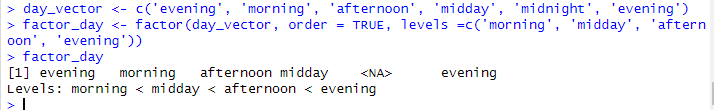 > day_vector <- c('evening', 'morning', 'afternoon', 'midday', 'midnight', 'evening')
> factor_day <- factor(day_vector, order = TRUE, levels =c('morning', 'midday', 'aftern
oon', 'evening'))
> factor_day
[1] evening   morning   afternoon midday    <NA>      evening
Levels: morning < midday < afternoon < evening
>